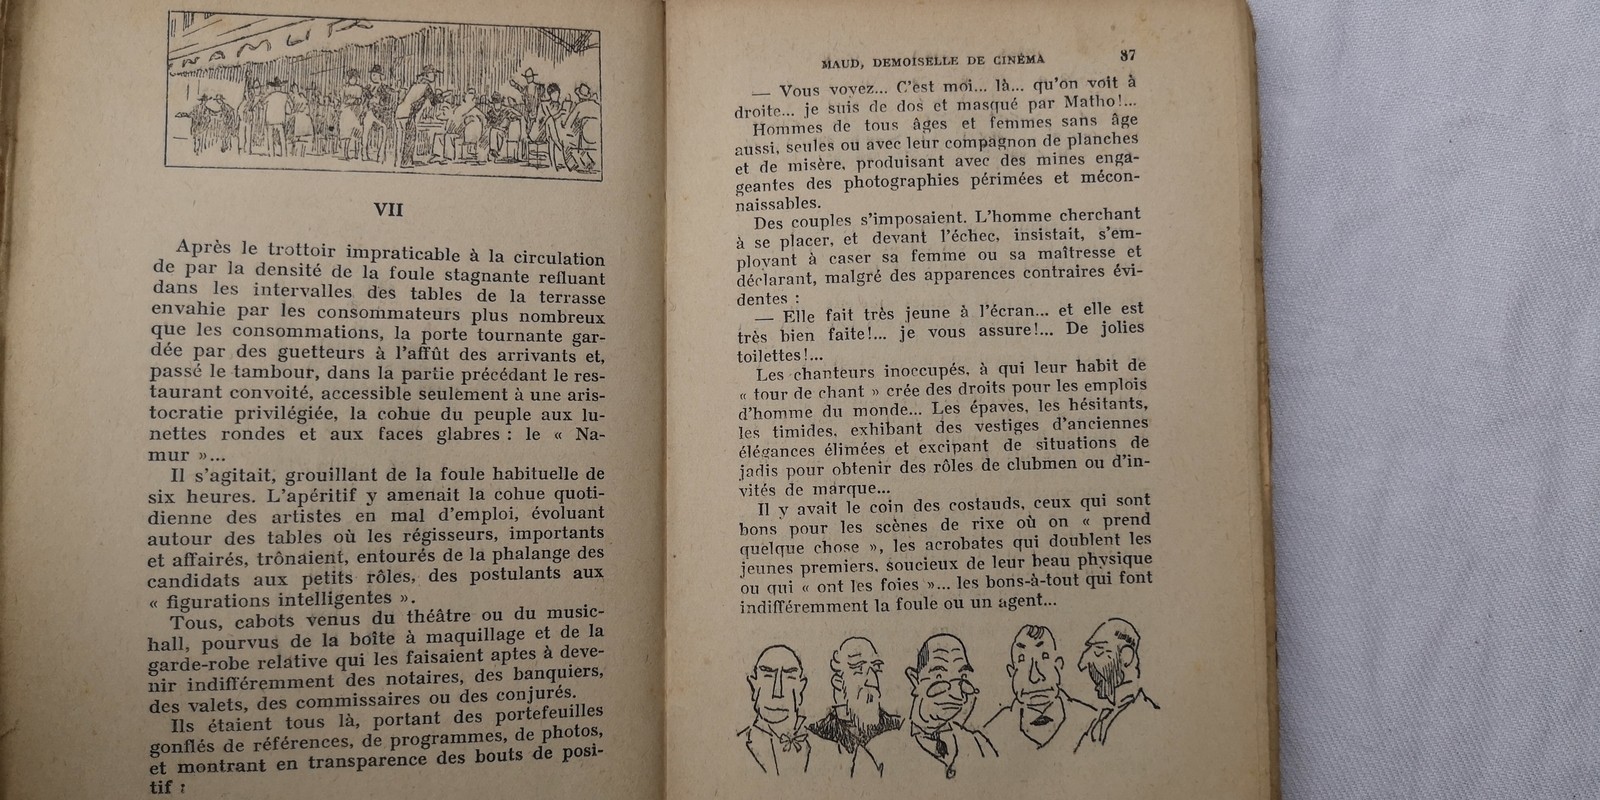 NAMUR
VII
Après le trottoir impraticable à la circulation
de par la densité de la foule stagnante refluant
dans les intervalles des tables de la terrasse
envahie par les consommateurs plus nombreux
que les consommations, la porte tournante gar-
dée par des guetteurs à l'affût des arrivants et,
passé le tambour, dans la partie précédant le res-
taurant convoité, accessible seulement à une aris-
tocratie privilégiée, la cohue du peuple aux lu-
nettes rondes et aux faces glabres : le « Na-
mur »...
Il s'agitait, grouillant de la foule habituelle de
six heures. L'apéritif y amenait la cohue quoti-
dienne des artistes en mal d'emploi, évoluant
autour des tables où les régisseurs, importants
et affairés, trônaient, entourés de la phalange des
candidats aux petits rôles, des postulants aux
« figurations intelligentes ».
Tous, cabots venus du théâtre ou du music-
hall, pourvus de la boîte à maquillage et de la
garde-robe relative qui les faisaient aptes à deve-
nir indifféremment des notaires, des banquiers,
des valets, des commissaires ou des conjurés.
Ils étaient tous là, portant des portefeuilles
gonflés de références, de programmes, de photos,
et montrant en transparence des bouts de posi-
tif :
MAUD, DEMOISELLE DE CINÉMA 87
— Vous voyez... C'est moi... là... qu'on voit à
droite... je suis de dos et masqué par Matho!...
Hommes de tous âges et femmes sans âge
aussi, seules ou avec leur compagnon de planches
et de misère, produisant avec des mines enga-
geantes des photographies périmées et mécon-
naissables.
Des couples s'imposaient. L'homme cherchant
à se placer, et devant l'échec, insistait, s'em-
ployant à caser sa femme ou sa maîtresse et
déclarant, malgré des apparences contraires évi-
dentes :
— Elle fait très jeune à l'écran... et elle est
très bien faite!... je vous assure!... De jolies
toilettes!...
Les chanteurs inoccupés, à qui leur habit de
« tour de chant » crée des droits pour les emplois
d'homme du monde... Les épaves, les hésitants,
les timides, exhibant des vestiges d'anciennes
élégances élimées et excipant de situations de
jadis pour obtenir des rôles de clubmen ou d'in-
vités de marque...
Il y avait le coin des costauds, ceux qui sont
bons pour les scènes de rixe où on « prend
quelque chose », les acrobates qui doublent les
jeunes premiers, soucieux de leur beau physique
ou qui « ont les foies »... les bons-à-tout qui font
indifféremment la foule ou un agent...